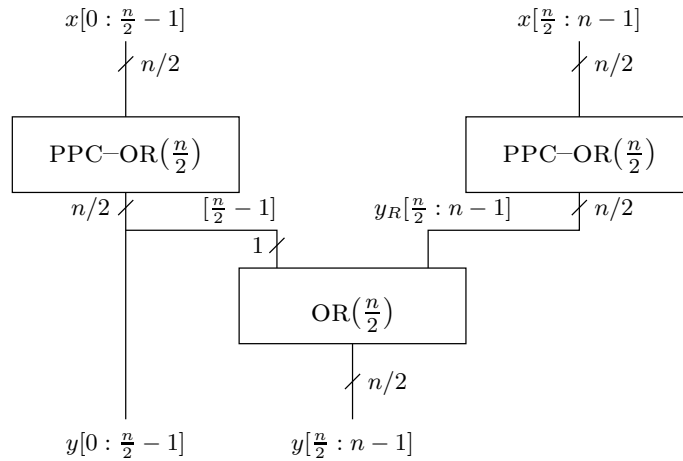 x[0 : n/2 − 1] x[n/2 : n − 1]
n/2 n/2
PPC–OR(n/2) PPC–OR(n/2)
n/2 [n/2 − 1] y_R[n/2 : n − 1] n/2
1
OR(n/2)
n/2
y[0 : n/2 − 1] y[n/2 : n − 1]